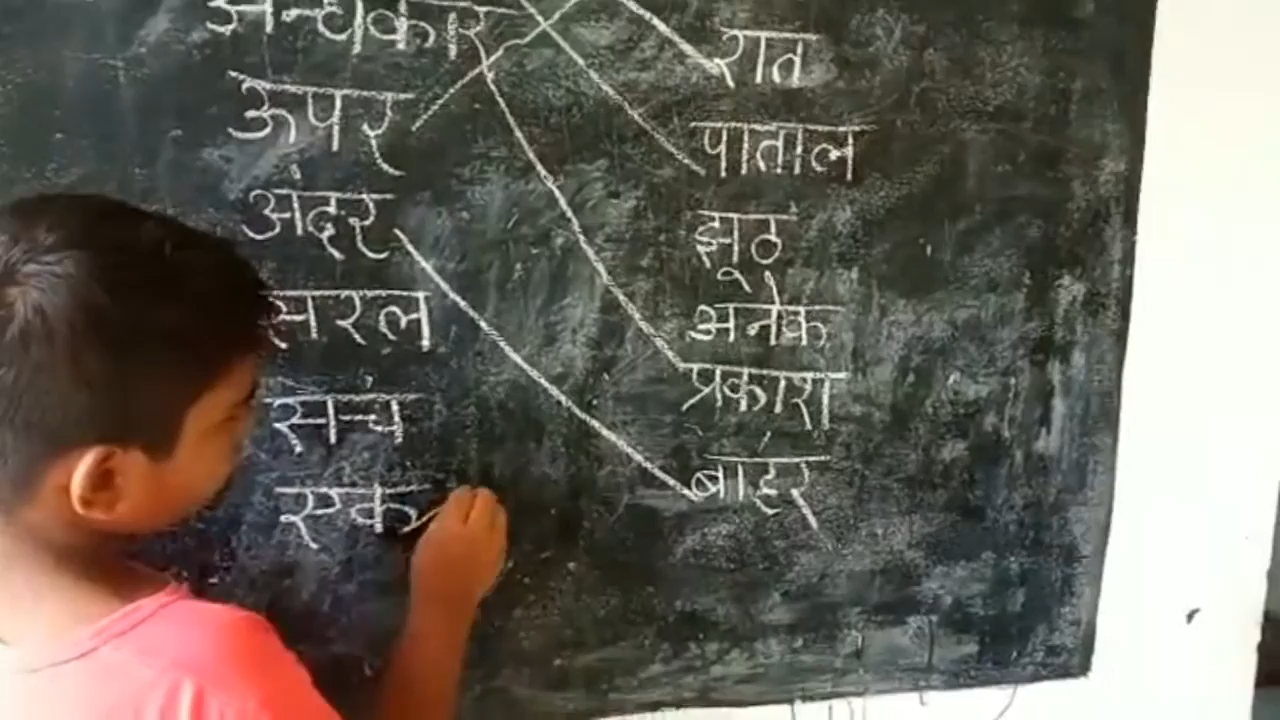 अन्धकार
ऊपर
अंदर
सरल
सच
एक
रात
पाताल
झूठ
अनेक
प्रकाश
बाहर